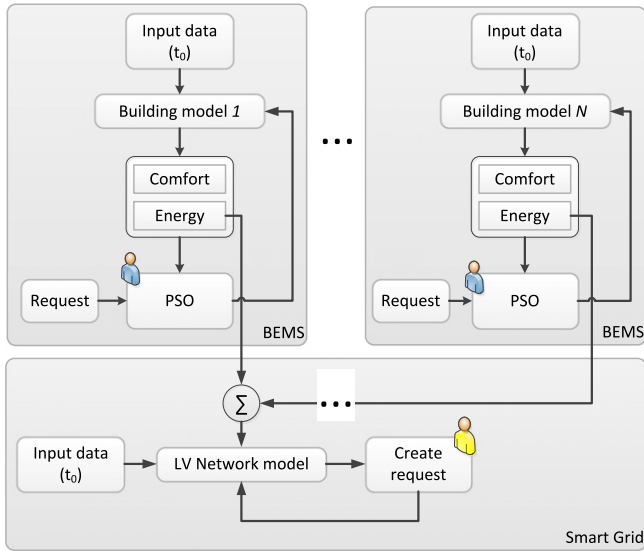 Input data
(t₀)
Building model 1
Comfort
Energy
Request
PSO
BEMS
...
Input data
(t₀)
Building model N
Comfort
Energy
Request
PSO
BEMS
∑
...
Input data
(t₀)
LV Network model
Create
request
Smart Grid